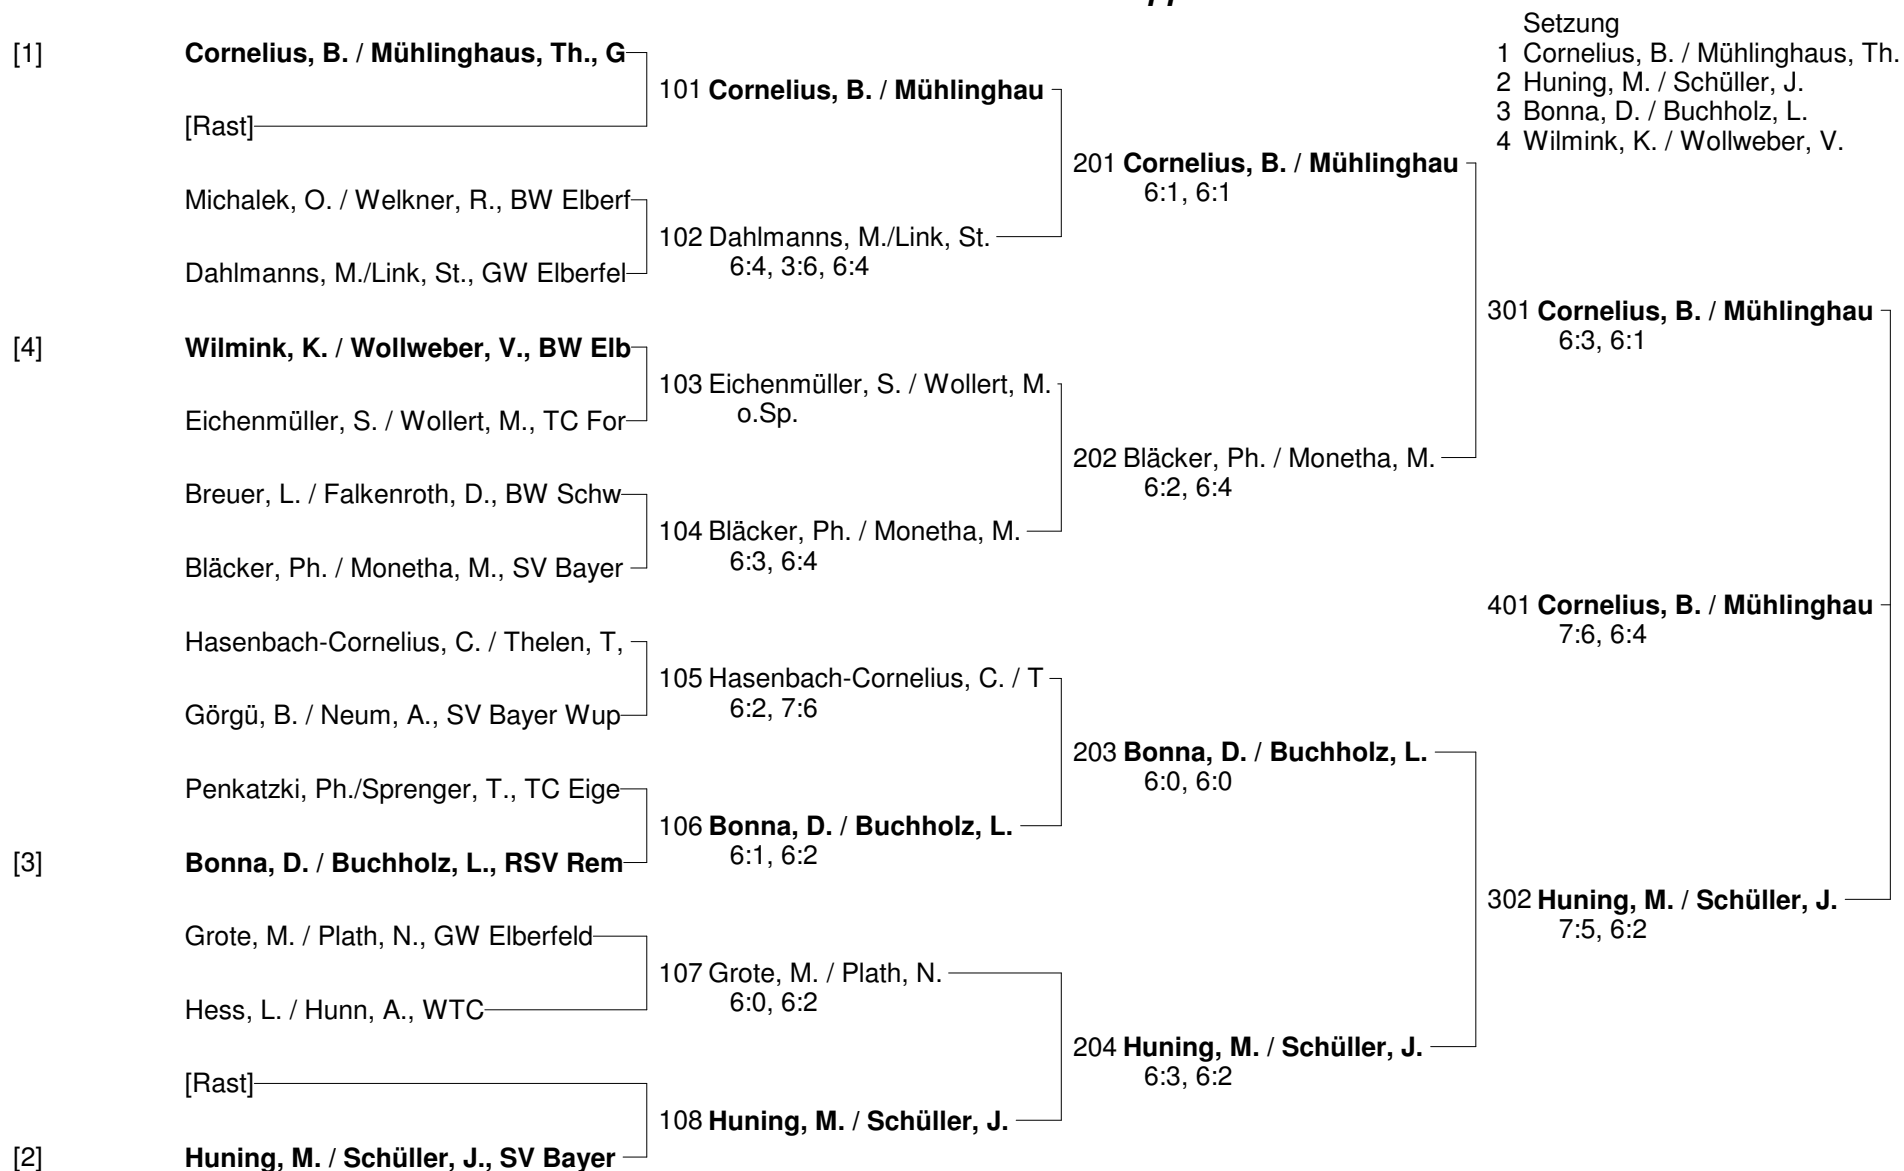 Setzung
1 Cornelius, B. / Mühlinghaus, Th.
2 Huning, M. / Schüller, J.
3 Bonna, D. / Buchholz, L.
4 Wilmink, K. / Wollweber, V.
[1] Cornelius, B. / Mühlinghaus, Th., G
[Rast]
Michalek, O. / Welkner, R., BW Elberf
Dahlmanns, M./Link, St., GW Elberfel
[4] Wilmink, K. / Wollweber, V., BW Elb
Eichenmüller, S. / Wollert, M., TC For
Breuer, L. / Falkenroth, D., BW Schw
Bläcker, Ph. / Monetha, M., SV Bayer
Hasenbach-Cornelius, C. / Thelen, T,
Görgü, B. / Neum, A., SV Bayer Wup
Penkatzki, Ph./Sprenger, T., TC Eige
[3] Bonna, D. / Buchholz, L., RSV Rem
Grote, M. / Plath, N., GW Elberfeld
Hess, L. / Hunn, A., WTC
[Rast]
[2] Huning, M. / Schüller, J., SV Bayer
101 Cornelius, B. / Mühlinghau
102 Dahlmanns, M./Link, St.
6:4, 3:6, 6:4
103 Eichenmüller, S. / Wollert, M.
o.Sp.
104 Bläcker, Ph. / Monetha, M.
6:3, 6:4
105 Hasenbach-Cornelius, C. / T
6:2, 7:6
106 Bonna, D. / Buchholz, L.
6:1, 6:2
107 Grote, M. / Plath, N.
6:0, 6:2
108 Huning, M. / Schüller, J.
201 Cornelius, B. / Mühlinghau
6:1, 6:1
202 Bläcker, Ph. / Monetha, M.
6:2, 6:4
203 Bonna, D. / Buchholz, L.
6:0, 6:0
204 Huning, M. / Schüller, J.
6:3, 6:2
301 Cornelius, B. / Mühlinghau
6:3, 6:1
401 Cornelius, B. / Mühlinghau
7:6, 6:4
302 Huning, M. / Schüller, J.
7:5, 6:2